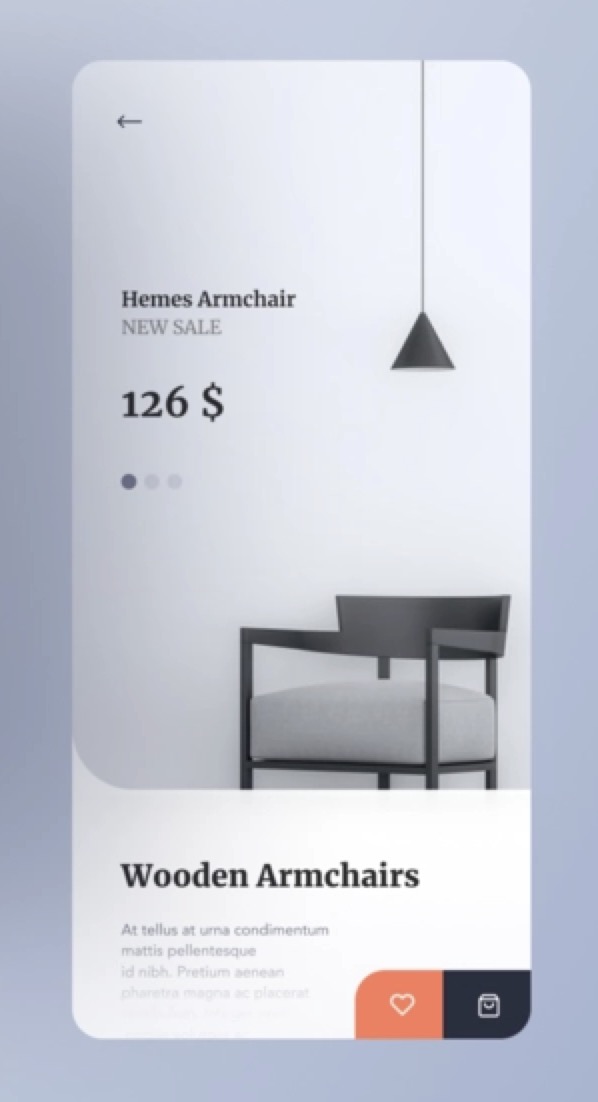 Hemes Armchair
NEW SALE
126 $
Wooden Armchairs
At tellus at urna condimentum
mattis pellentesque
id nibh. Pretium aenean
pharetra magna ac placerat